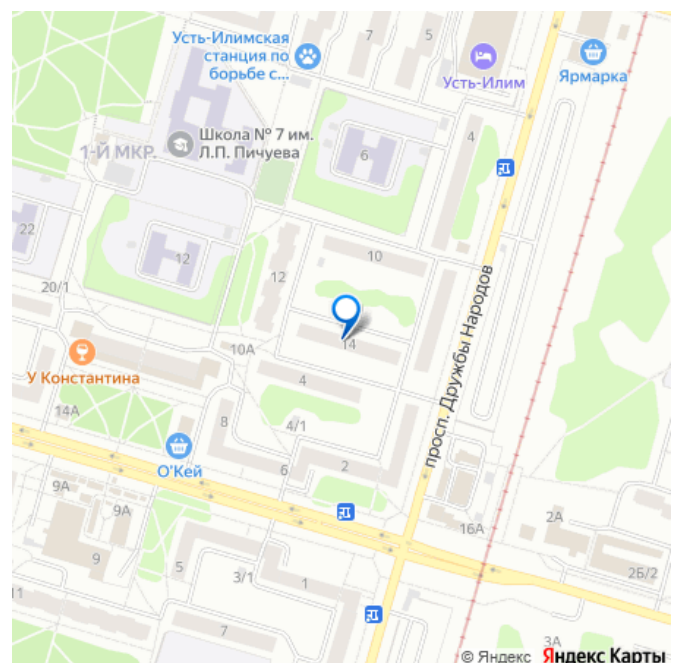 7
5
Усть-Илимская
станция по
борьбе с...
Усть-Илим
Ярмарка
Школа № 7 им.
Л.П. Пичуева
1-Й МКР.
6
4
22
12
10
12
20/1
просп. Дружбы Народов
14
10А
У Константина
4
14А
8
4/1
О'Кей
6
2
9А
9А
16А
2А
9
5
3/1
1
2Б/2
11
7
3А
© Яндекс Яндекс Карты